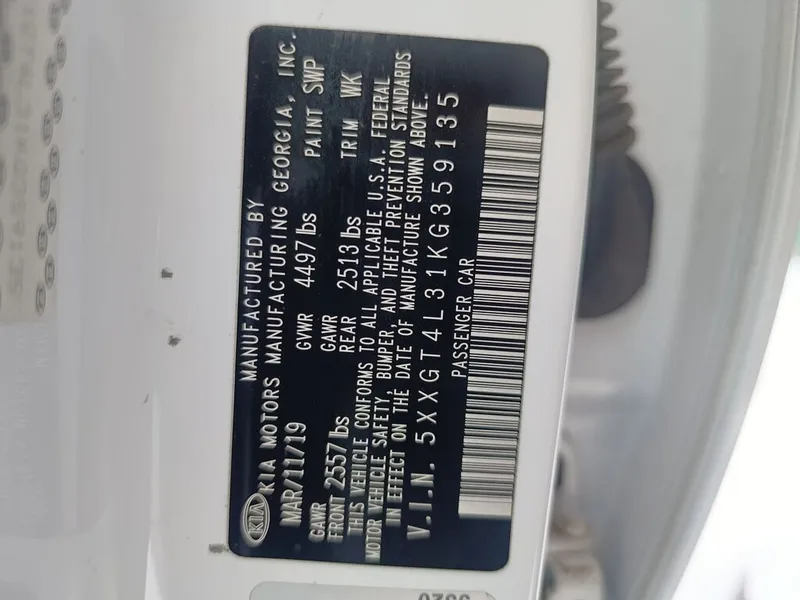 MANUFACTURED BY
KIA KIA MOTORS MANUFACTURING GEORGIA, INC.
MAR/11/19 GVWR 4497 lbs PAINT SWP
GAWR FRONT 2557 lbs GAWR REAR 2513 lbs TRIM WK
THIS VEHICLE CONFORMS TO ALL APPLICABLE U.S.A. FEDERAL
MOTOR VEHICLE SAFETY, BUMPER, AND THEFT PREVENTION STANDARDS
IN EFFECT ON THE DATE OF MANUFACTURE SHOWN ABOVE.
V.I.N. 5XXGT4L31KG359135
PASSENGER CAR